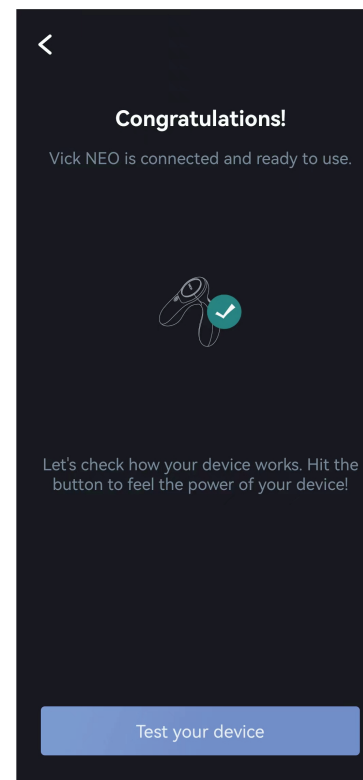 Congratulations!
Vick NEO is connected and ready to use.
Let's check how your device works. Hit the
button to feel the power of your device!
Test your device